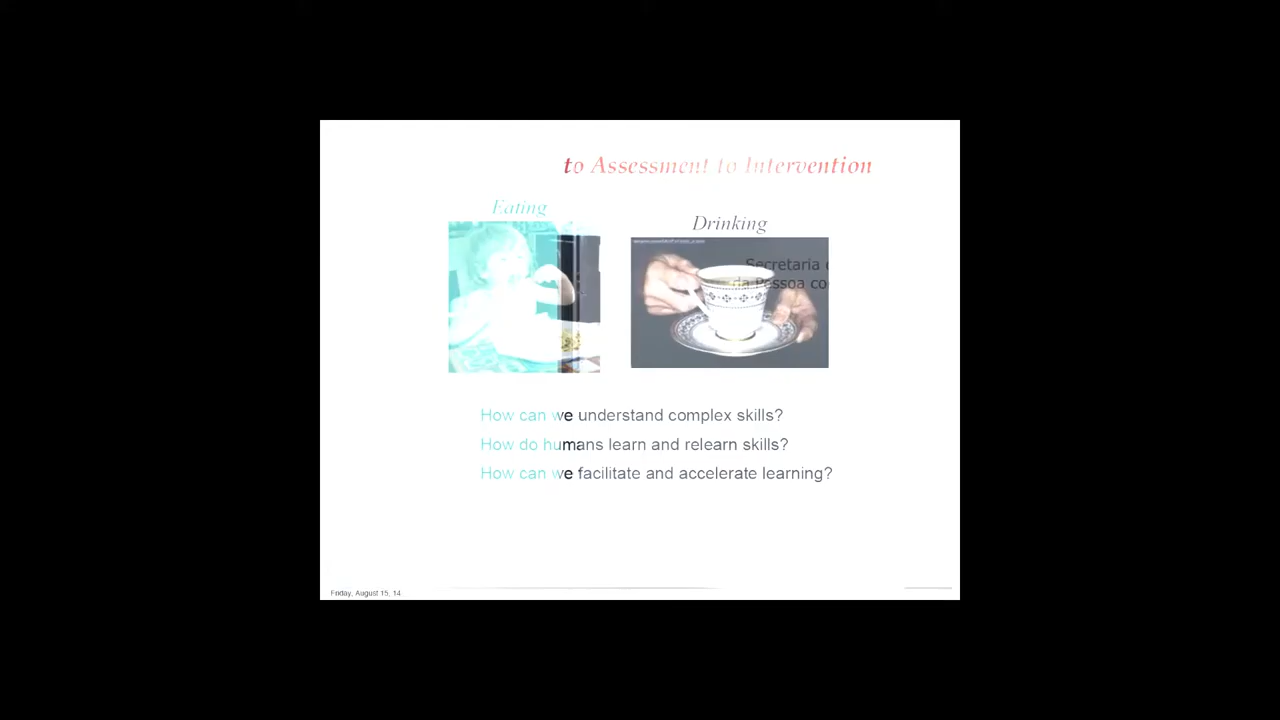 to Assessment to Intervention
Eating
Drinking
Secretaria
da Pessoa
How can we understand complex skills?
How do humans learn and relearn skills?
How can we facilitate and accelerate learning?
Friday, August 15, 14